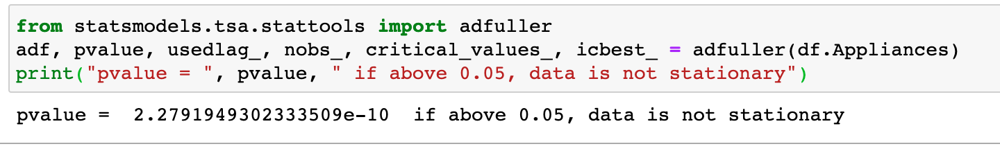 from statsmodels.tsa.stattools import adfuller
adf, pvalue, usedlag_, nobs_, critical_values_, icbest_ = adfuller(df.Appliances)
print("pvalue = ", pvalue, " if above 0.05, data is not stationary")
pvalue =  2.2791949302333509e-10  if above 0.05, data is not stationary